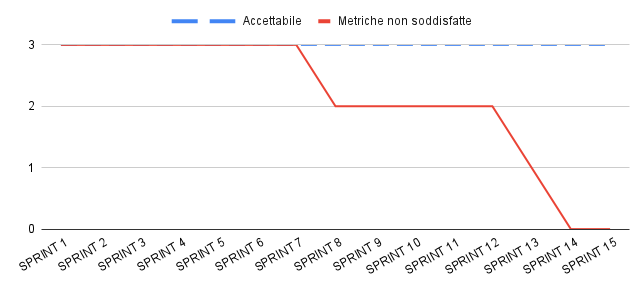 Accettabile Metriche non soddisfatte
3
2
1
0
SPRINT 1 SPRINT 2 SPRINT 3 SPRINT 4 SPRINT 5 SPRINT 6 SPRINT 7 SPRINT 8 SPRINT 9 SPRINT 10 SPRINT 11 SPRINT 12 SPRINT 13 SPRINT 14 SPRINT 15